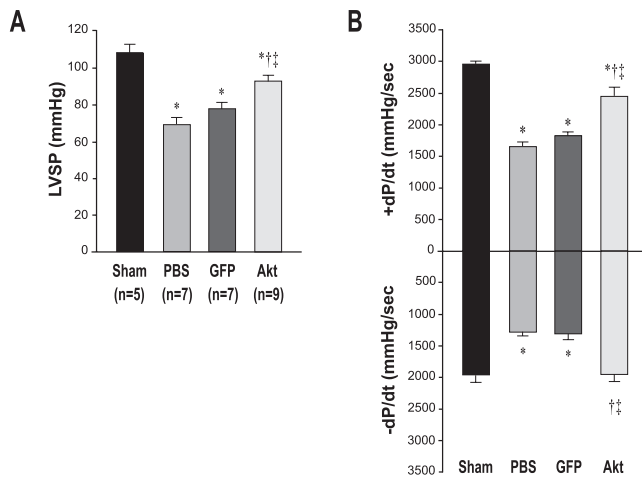 A
LVSP (mmHg)
120
100
80
60
40
20
0
*
*
*†‡
Sham
PBS
GFP
Akt
(n=5)
(n=7)
(n=7)
(n=9)
B
+dP/dt (mmHg/sec)
-dP/dt (mmHg/sec)
3500
3000
2500
2000
1500
1000
500
0
500
1000
1500
2000
2500
3000
3500
*
*
*†‡
*
*
†‡
Sham
PBS
GFP
Akt